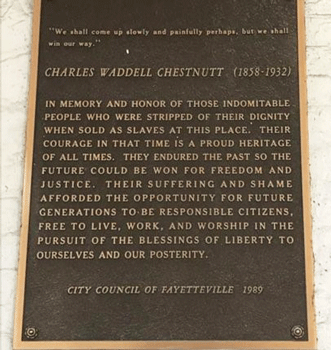 "We shall come up slowly and painfully perhaps, but we shall
win our way."
CHARLES WADDELL CHESTNUTT (1858-1932)
IN MEMORY AND HONOR OF THOSE INDOMITABLE
PEOPLE WHO WERE STRIPPED OF THEIR DIGNITY
WHEN SOLD AS SLAVES AT THIS PLACE. THEIR
COURAGE IN THAT TIME IS A PROUD HERITAGE
OF ALL TIMES. THEY ENDURED THE PAST SO THE
FUTURE COULD BE WON FOR FREEDOM AND
JUSTICE. THEIR SUFFERING AND SHAME
AFFORDED THE OPPORTUNITY FOR FUTURE
GENERATIONS TO BE RESPONSIBLE CITIZENS,
FREE TO LIVE, WORK, AND WORSHIP IN THE
PURSUIT OF THE BLESSINGS OF LIBERTY TO
OURSELVES AND OUR POSTERITY.
CITY COUNCIL OF FAYETTEVILLE 1989